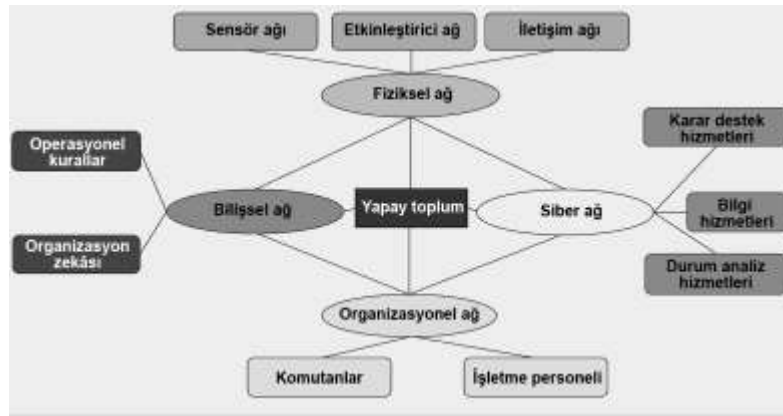 Sensör ağı
Etkinleştirici ağ
İletişim ağı
Fiziksel ağ
Operasyonel
kurallar
Karar destek
hizmetleri
Bilişsel ağ
Yapay toplum
Siber ağ
Bilgi
hizmetleri
Organizasyon
zekâsı
Durum analiz
hizmetleri
Organizasyonel ağ
Komutanlar
İşletme personeli